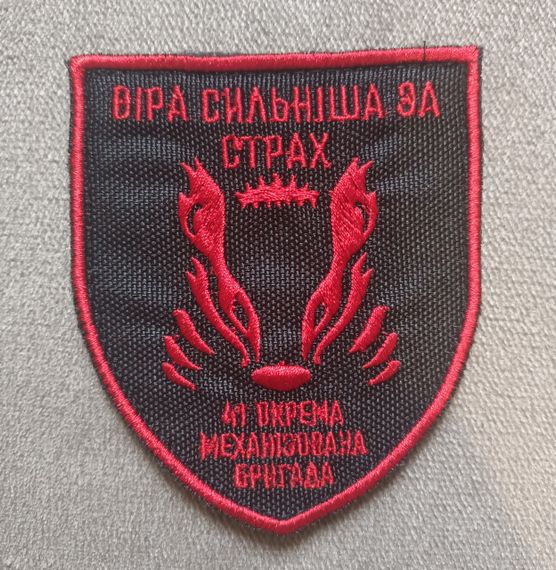 ВІРА СИЛЬНІША ЗА
СТРАХ
41 ОКРЕМА
МЕХАНІЗОВАНА
БРИГАДА